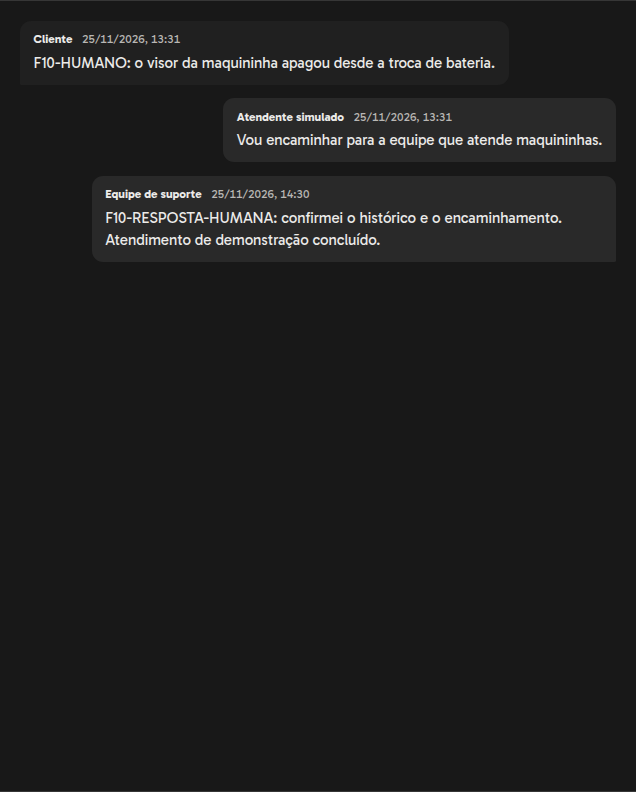 Cliente 25/11/2026, 13:31
F10-HUMANO: o visor da maquininha apagou desde a troca de bateria.
Atendente simulado 25/11/2026, 13:31
Vou encaminhar para a equipe que atende maquininhas.
Equipe de suporte 25/11/2026, 14:30
F10-RESPOSTA-HUMANA: confirmei o histórico e o encaminhamento.
Atendimento de demonstração concluído.